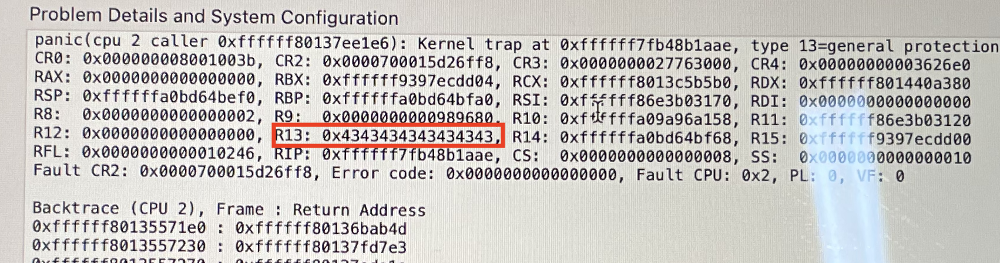 Problem Details and System Configuration
panic(cpu 2 caller 0xffffff80137ee1e6): Kernel trap at 0xffffff7fb48b1aae, type 13=general protection
CR0: 0x000000008001003b, CR2: 0x0000700015d26ff8, CR3: 0x0000000027763000, CR4: 0x00000000003626e0
RAX: 0x0000000000000000, RBX: 0xffffff9397ecdd04, RCX: 0xffffff8013c5b5b0, RDX: 0xffffff801440a380
RSP: 0xffffffa0bd64bef0, RBP: 0xffffffa0bd64bfa0, RSI: 0xffffff86e3b03170, RDI: 0x0000000000000000
R8: 0x0000000000000002, R9: 0x0000000000989680, R10: 0xffffffa09a96a158, R11: 0xffffff86e3b03120
R12: 0x0000000000000000, R13: 0x4343434343434343, R14: 0xffffffa0bd64bf68, R15: 0xffffff9397ecdd00
RFL: 0x0000000000010246, RIP: 0xffffff7fb48b1aae, CS: 0x0000000000000008, SS: 0x0000000000000010
Fault CR2: 0x0000700015d26ff8, Error code: 0x0000000000000000, Fault CPU: 0x2, PL: 0, VF: 0
Backtrace (CPU 2), Frame : Return Address
0xffffff80135571e0 : 0xffffff80136bab4d
0xffffff8013557230 : 0xffffff80137fd7e3